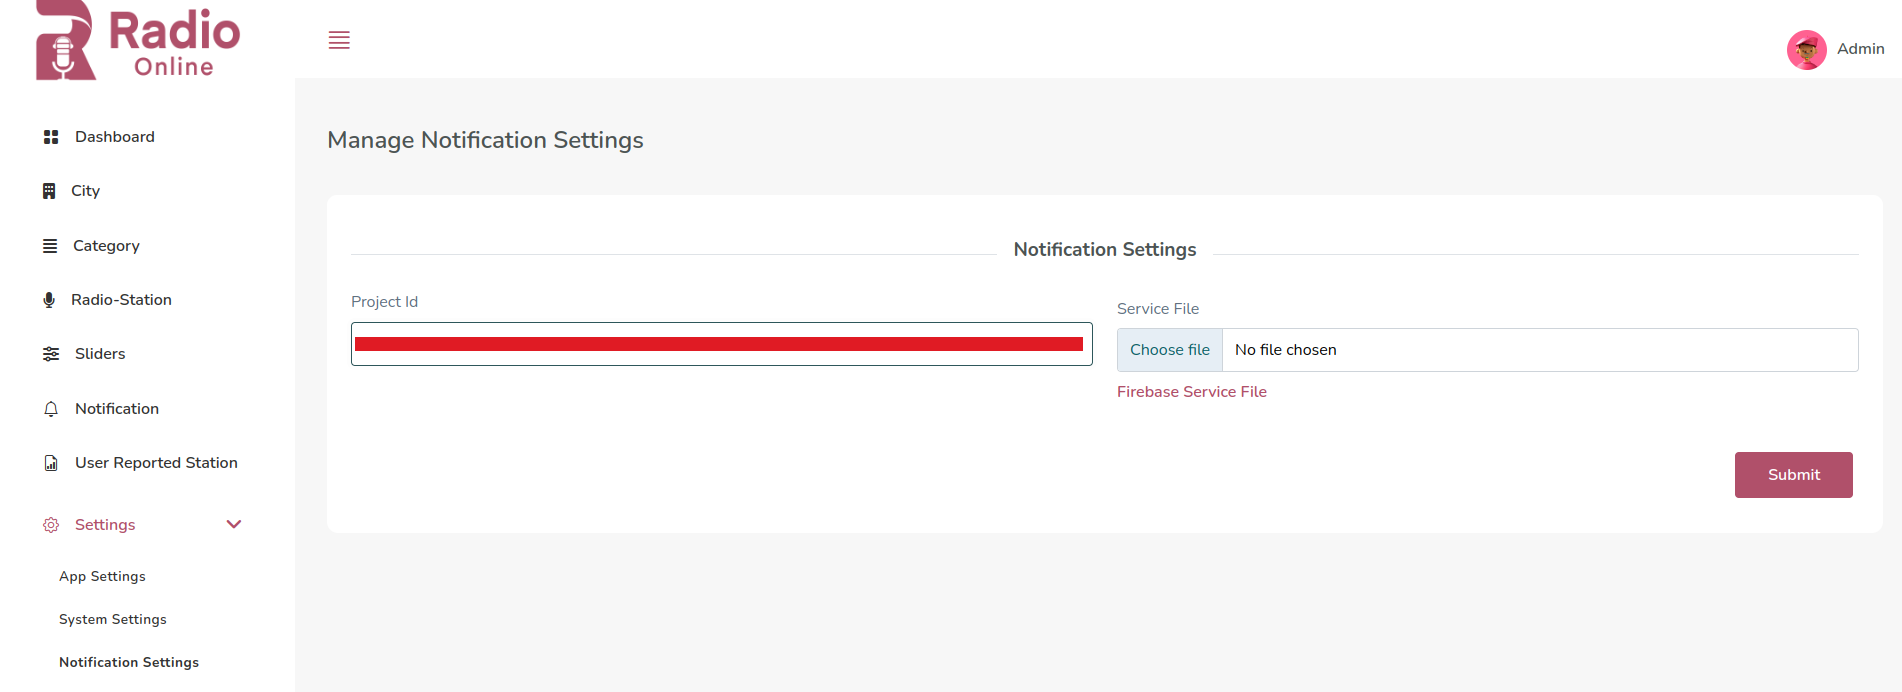 Radio
Online
Admin
Dashboard
City
Category
Radio-Station
Sliders
Notification
User Reported Station
Settings
App Settings
System Settings
Notification Settings
Manage Notification Settings
Notification Settings
Project Id
Service File
Choose file No file chosen
Firebase Service File
Submit